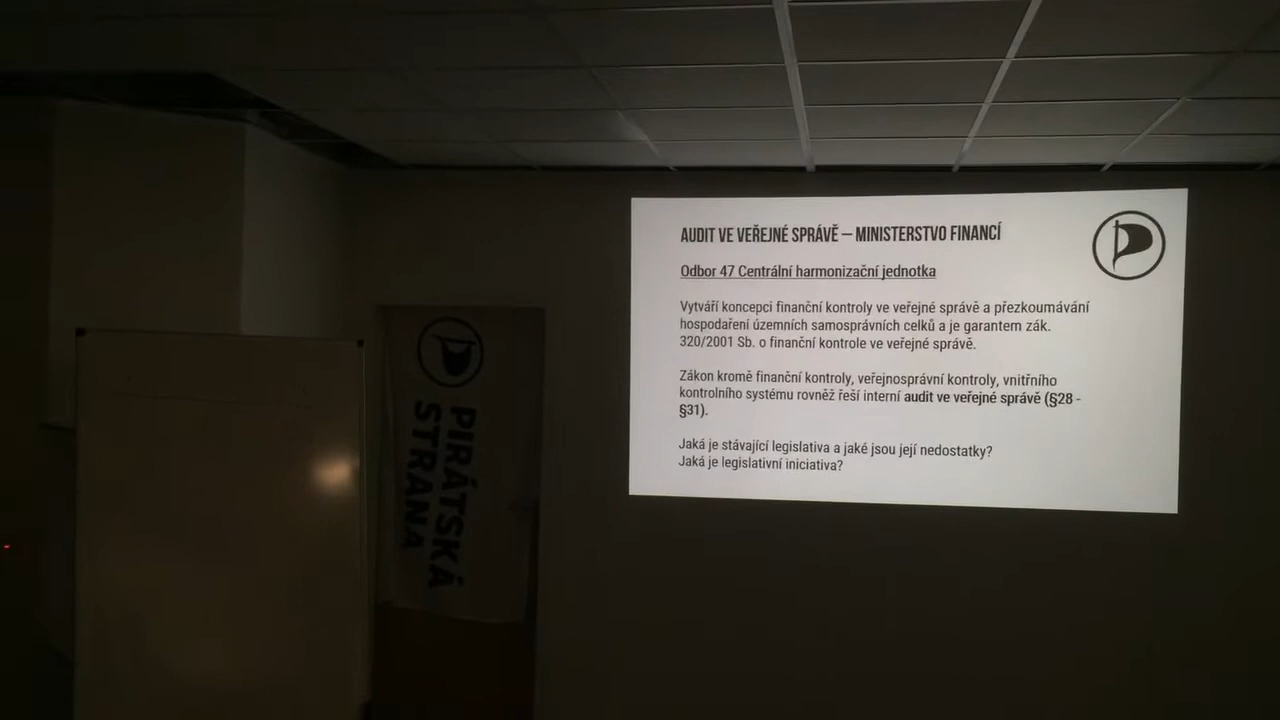 AUDIT VE VEŘEJNÉ SPRÁVĚ – MINISTERSTVO FINANCÍ
Odbor 47 Centrální harmonizační jednotka
Vytváří koncepci finanční kontroly ve veřejné správě a přezkoumávání
hospodaření územních samosprávních celků a je garantem zák.
320/2001 Sb. o finanční kontrole ve veřejné správě.
Zákon kromě finanční kontroly, veřejnosprávní kontroly, vnitřního
kontrolního systému rovněž řeší interní audit ve veřejné správě (§28 -
§31).
Jaká je stávající legislativa a jaké jsou její nedostatky?
Jaká je legislativní iniciativa?
PIRÁTSKÁ
STRANA